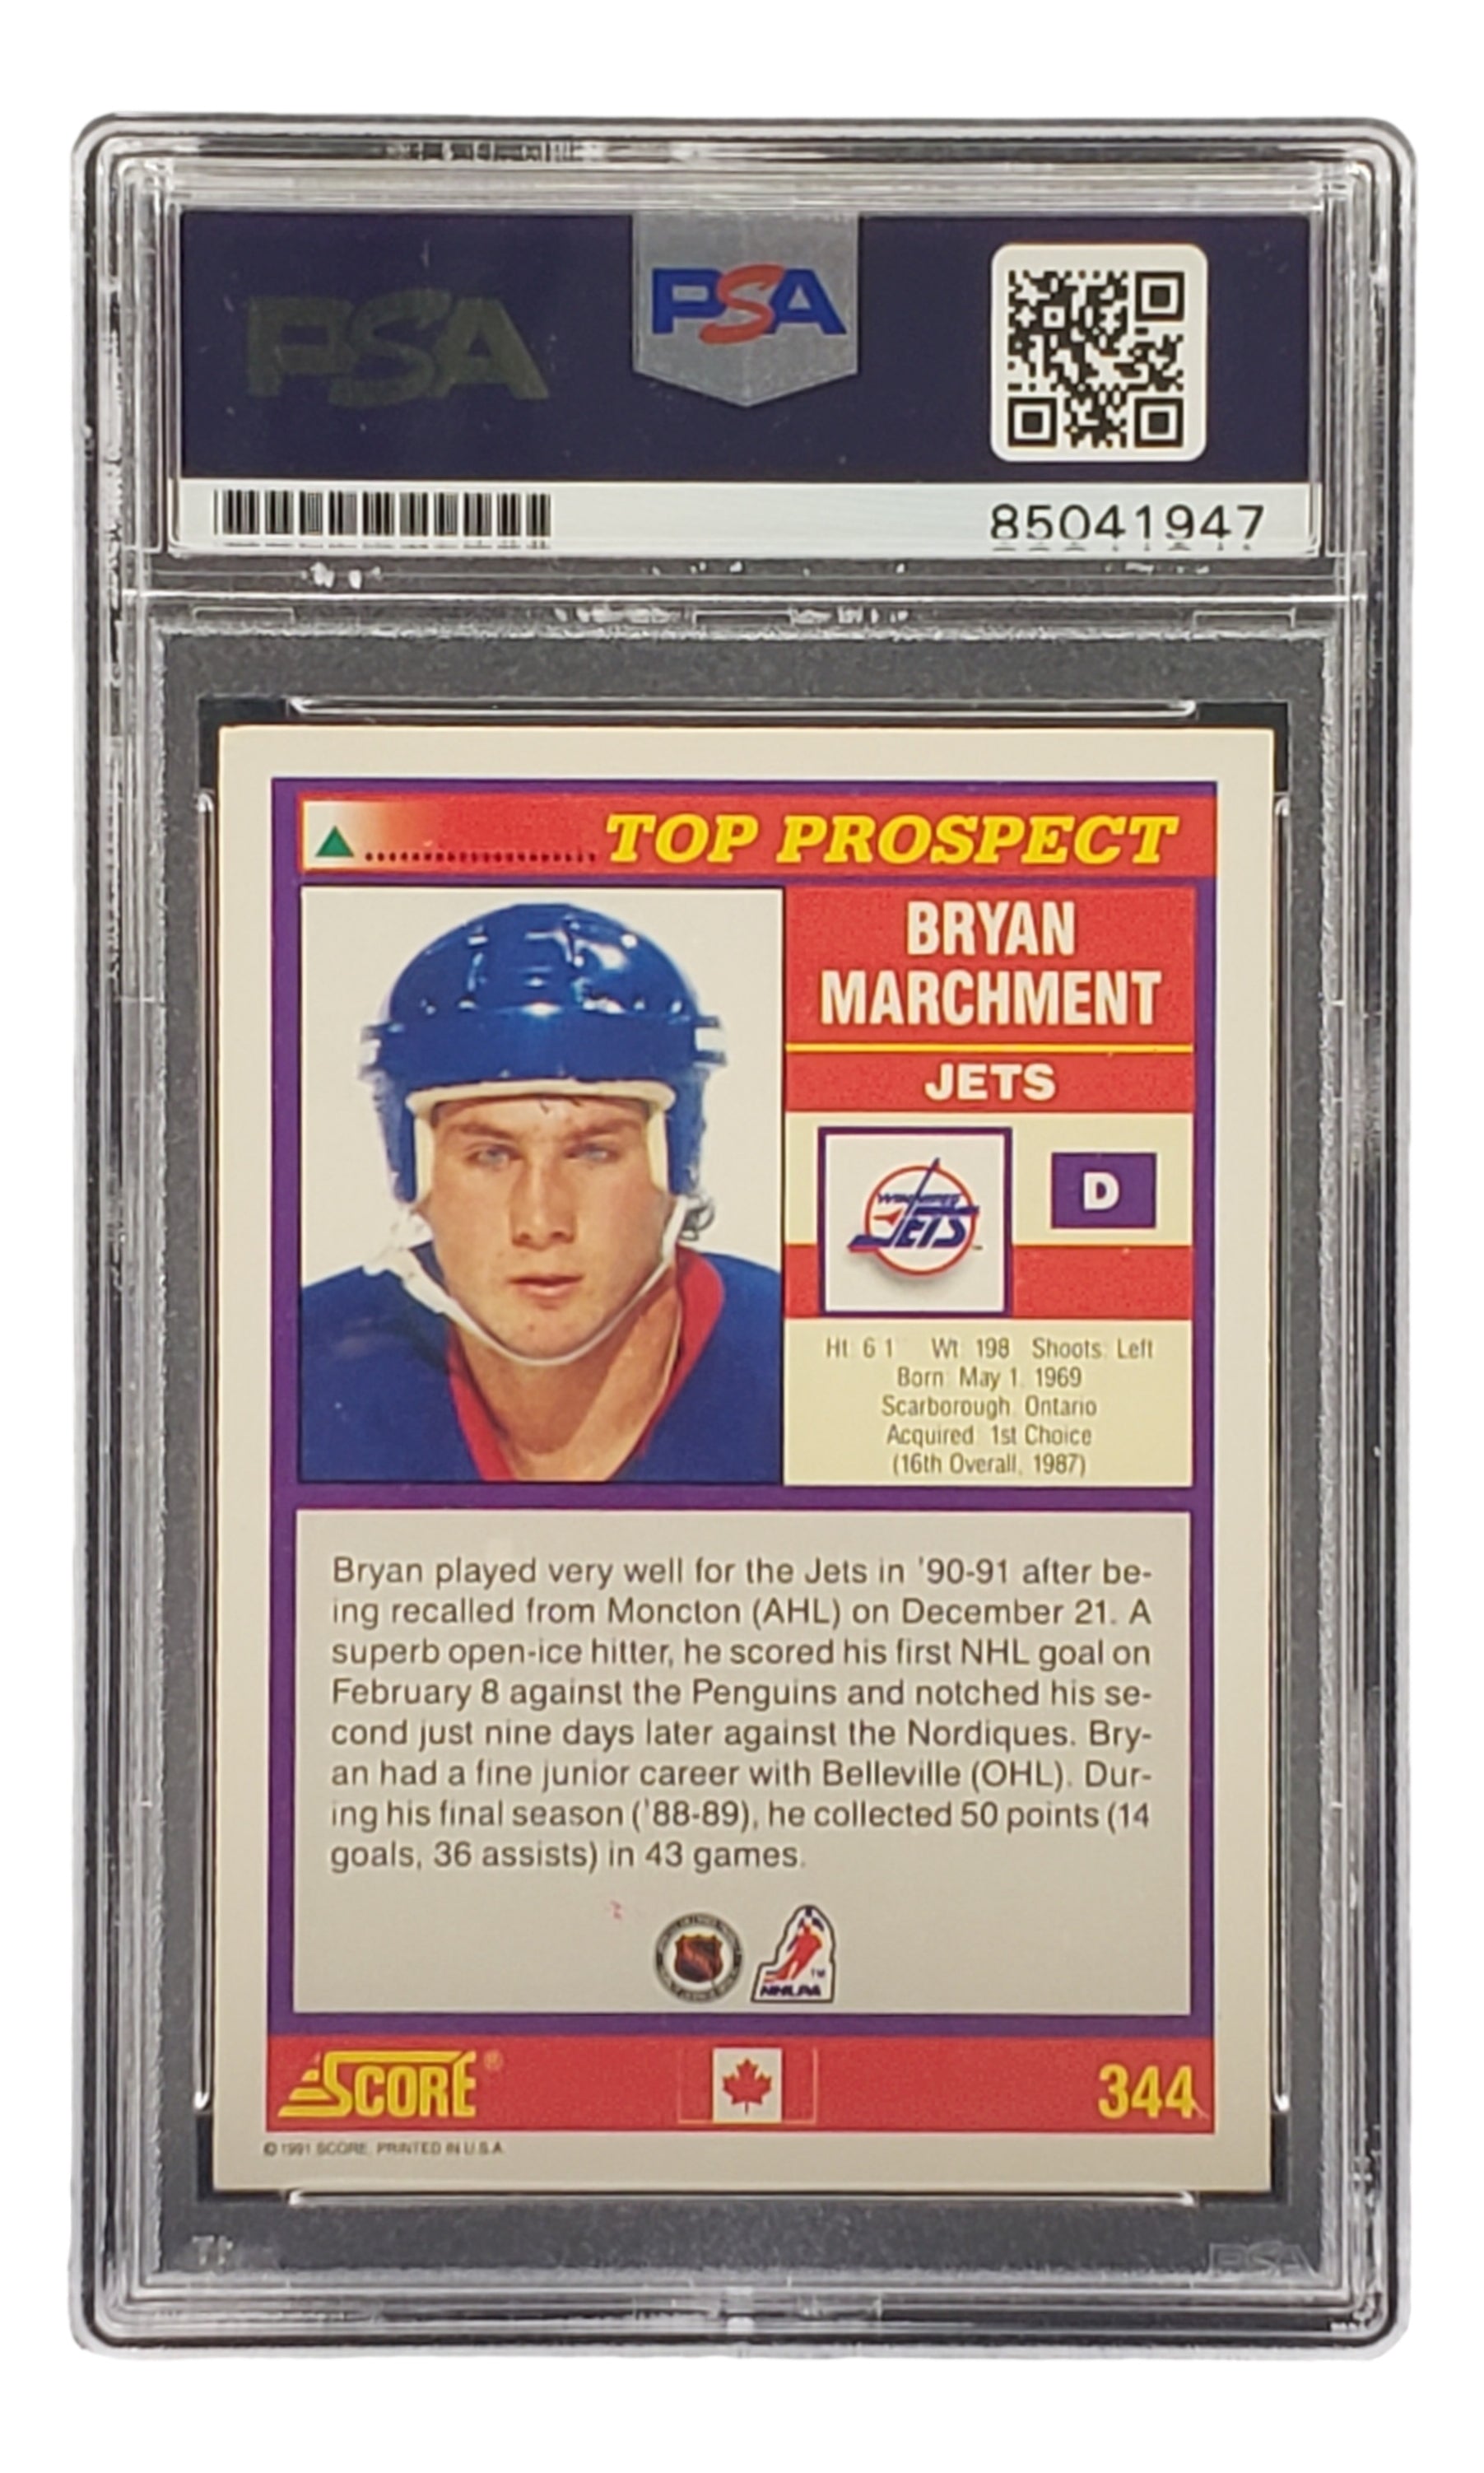 PSA PSA
85041947
TOP PROSPECT
BRYAN
MARCHMENT
JETS
WINNIPEG
JETS
D
Ht 6 1 Wt 198 Shoots: Left
Born: May 1, 1969
Scarborough, Ontario
Acquired 1st Choice
(16th Overall, 1987)
Bryan played very well for the Jets in '90-91 after be-
ing recalled from Moncton (AHL) on December 21. A
superb open-ice hitter, he scored his first NHL goal on
February 8 against the Penguins and notched his se-
cond just nine days later against the Nordiques. Bry-
an had a fine junior career with Belleville (OHL). Dur-
ing his final season ('88-89), he collected 50 points (14
goals, 36 assists) in 43 games.
NHLPA TM
SCORE ® 344
© 1991 SCORE, PRINTED IN U.S.A.
PSA